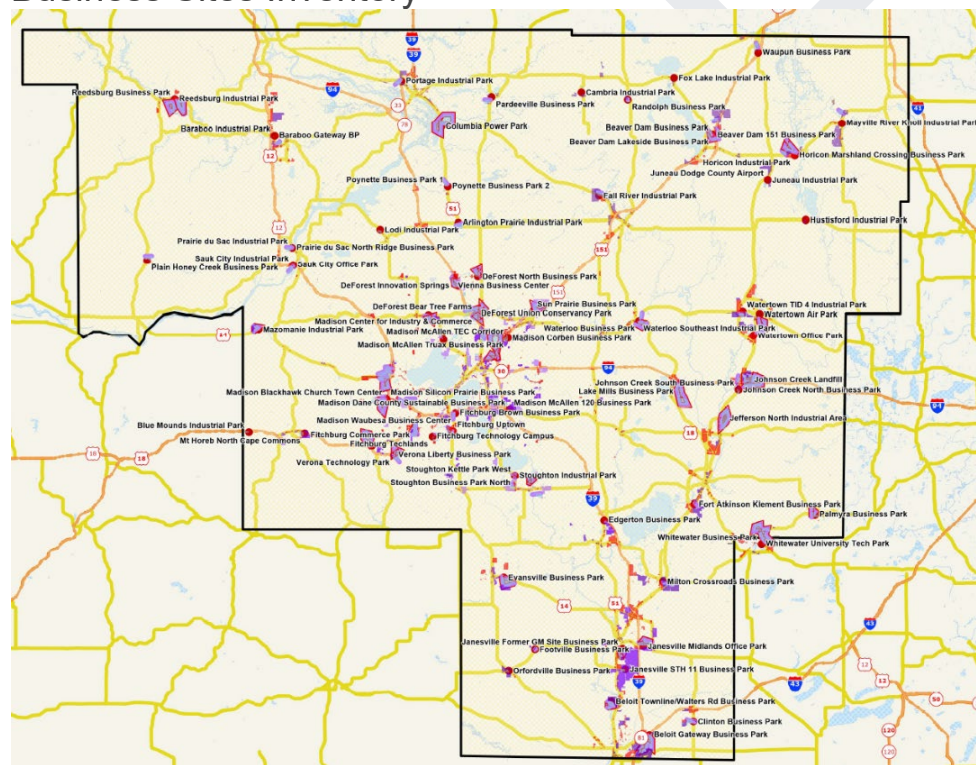 Business Sites Inventory
Waupun Business Park
Portage Industrial Park
Fox Lake Industrial Park
Reedsburg Business Park
Reedsburg Industrial Park
Pardeeville Business Park
Cambria Industrial Park
Randolph Business Park
Baraboo Industrial Park
Baraboo Gateway BP
Columbia Power Park
Beaver Dam Business Park
Beaver Dam 151 Business Park
Beaver Dam Lakeside Business Park
Mayville River Knoll Industrial Park
Horicon Marshland Crossing Business Park
Horicon Industrial Park
Juneau Dodge County Airport
Juneau Industrial Park
Poynette Business Park
Poynette Business Park 2
Fall River Industrial Park
Arlington Prairie Industrial Park
Lodi Industrial Park
Hustisford Industrial Park
Prairie du Sac Industrial Park
Prairie du Sac North Ridge Business Park
Sauk City Industrial Park
Sauk City Office Park
Plain Honey Creek Business Park
DeForest North Business Park
DeForest Innovation Springs
Vienna Business Center
DeForest Bear Tree Farms
Sun Prairie Business Park
DeForest Union Conservancy Park
Watertown TID 4 Industrial Park
Watertown Air Park
Mazomanie Industrial Park
Madison Center for Industry & Commerce
Madison McAllen TEC Corridor
Waterloo Business Park
Waterloo Southeast Industrial Park
Watertown Office Park
Madison McAllen Truax Business Park
Madison Corben Business Park
Johnson Creek Landfill
Johnson Creek South Business Park
Johnson Creek North Business Park
Madison Blackhawk Church Town Center
Madison Silicon Prairie Business Park
Lake Mills Business Park
Madison Dane County Sustainable Business Park
Madison McAllen 120 Business Park
Fitchburg Brown Business Park
Jefferson North Industrial Area
Madison Waubesa Business Center
Fitchburg Uptown
Blue Mounds Industrial Park
Mt Horeb North Cape Commons
Fitchburg Commerce Park
Fitchburg Technology Campus
Fitchburg Techlands
Verona Liberty Business Park
Verona Technology Park
Stoughton Kettle Park West
Stoughton Industrial Park
Stoughton Business Park North
Fort Atkinson Klement Business Park
Palmyra Business Park
Edgerton Business Park
Whitewater Business Park
Whitewater University Tech Park
Evansville Business Park
Milton Crossroads Business Park
Janesville Former GM Site Business Park
Footville Business Park
Janesville Midlands Office Park
Orfordville Business Park
Janesville STH 11 Business Park
Beloit Townline/Walters Rd Business Park
Clinton Business Park
Beloit Gateway Business Park